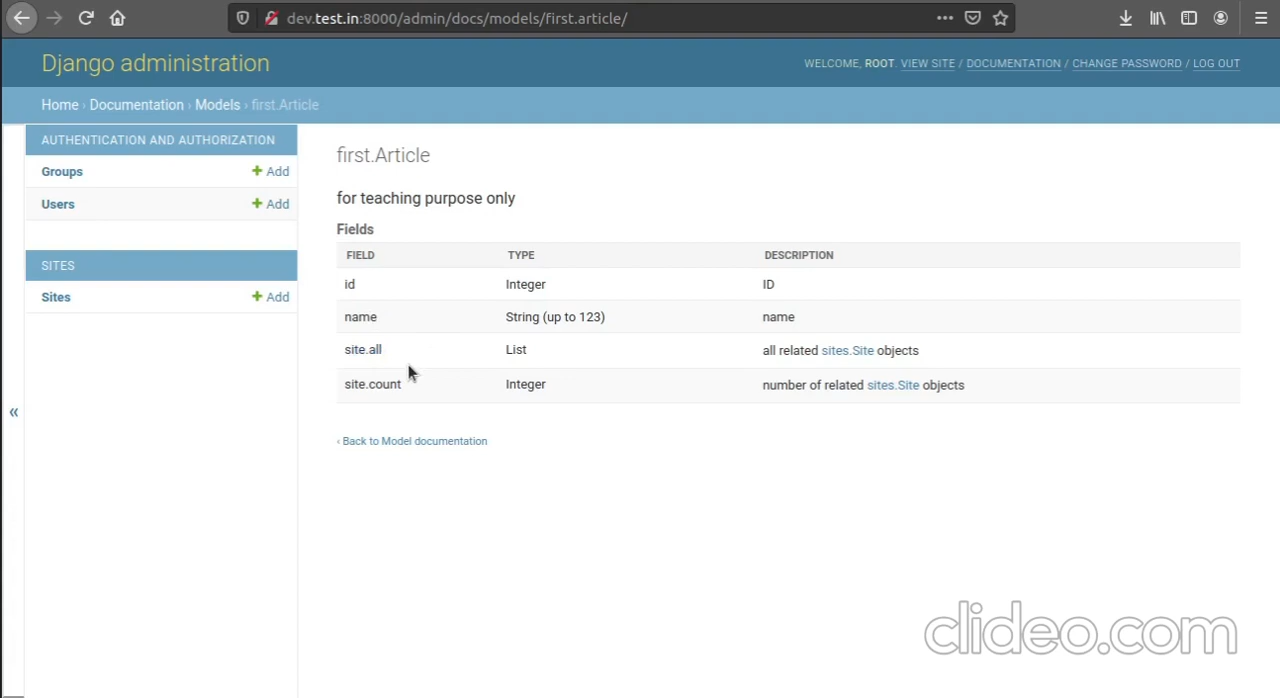 dev.test.in:8000/admin/docs/models/first.article/
Django administration
WELCOME, ROOT. VIEW SITE / DOCUMENTATION / CHANGE PASSWORD / LOG OUT
Home › Documentation › Models › first.Article
AUTHENTICATION AND AUTHORIZATION
Groups + Add
Users + Add
SITES
Sites + Add
«
first.Article
for teaching purpose only
Fields
FIELD TYPE DESCRIPTION
id Integer ID
name String (up to 123) name
site.all List all related sites.Site objects
site.count Integer number of related sites.Site objects
‹ Back to Model documentation
clideo.com